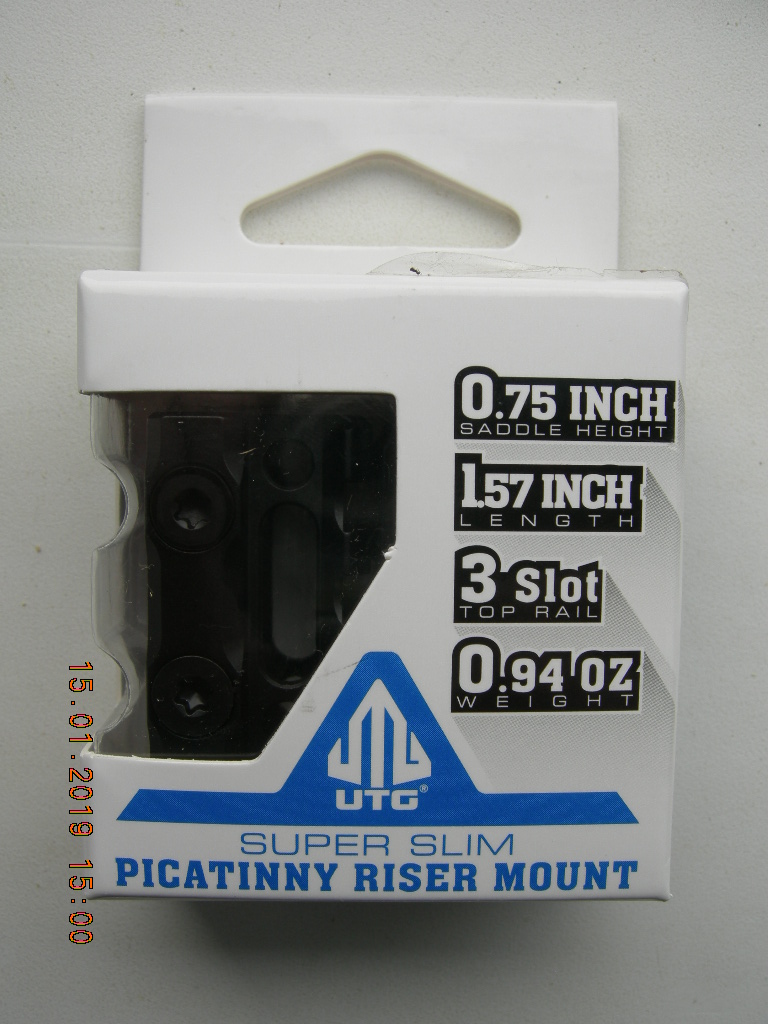 0.75 INCH
SADDLE HEIGHT
1.57 INCH
LENGTH
3 Slot
TOP RAIL
0.94 OZ
WEIGHT
UTG®
SUPER SLIM
PICATINNY RISER MOUNT
15.01.2019 15:00